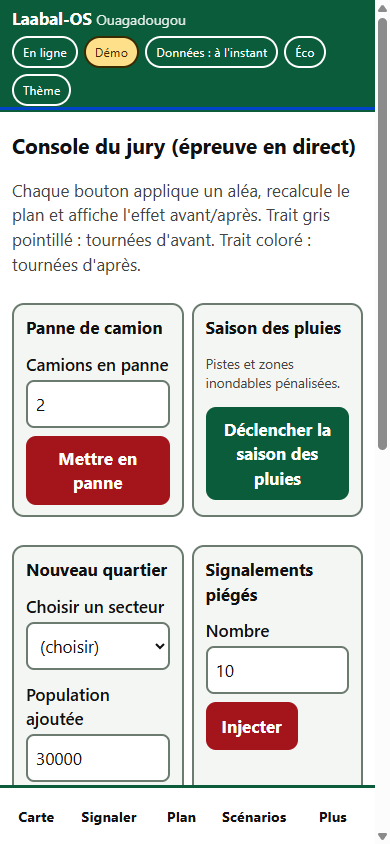 Laabal-OS Ouagadougou
En ligne
Démo
Données : à l'instant
Éco
Thème
Console du jury (épreuve en direct)
Chaque bouton applique un aléa, recalcule le
plan et affiche l'effet avant/après. Trait gris
pointillé : tournées d'avant. Trait coloré :
tournées d'après.
Panne de camion
Camions en panne
2
Mettre en
panne
Saison des pluies
Pistes et zones
inondables pénalisées.
Déclencher la
saison des
pluies
Nouveau quartier
Choisir un secteur
(choisir)
Population
ajoutée
30000
Signalements
piégés
Nombre
10
Injecter
Carte
Signaler
Plan
Scénarios
Plus